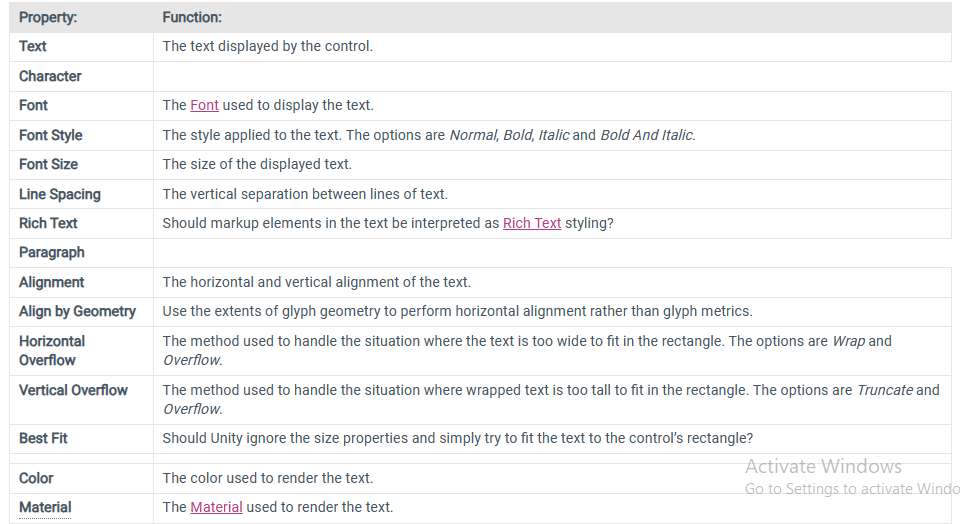 Property: Function:
Text The text displayed by the control.
Character
Font The Font used to display the text.
Font Style The style applied to the text. The options are Normal, Bold, Italic and Bold And Italic.
Font Size The size of the displayed text.
Line Spacing The vertical separation between lines of text.
Rich Text Should markup elements in the text be interpreted as Rich Text styling?
Paragraph
Alignment The horizontal and vertical alignment of the text.
Align by Geometry Use the extents of glyph geometry to perform horizontal alignment rather than glyph metrics.
Horizontal The method used to handle the situation where the text is too wide to fit in the rectangle. The options are Wrap and
Overflow Overflow.
Vertical Overflow The method used to handle the situation where wrapped text is too tall to fit in the rectangle. The options are Truncate and
Overflow.
Best Fit Should Unity ignore the size properties and simply try to fit the text to the control's rectangle?
Activate Windows
Color The color used to render the text.
Go to Settings to activate Windo
Material The Material used to render the text.